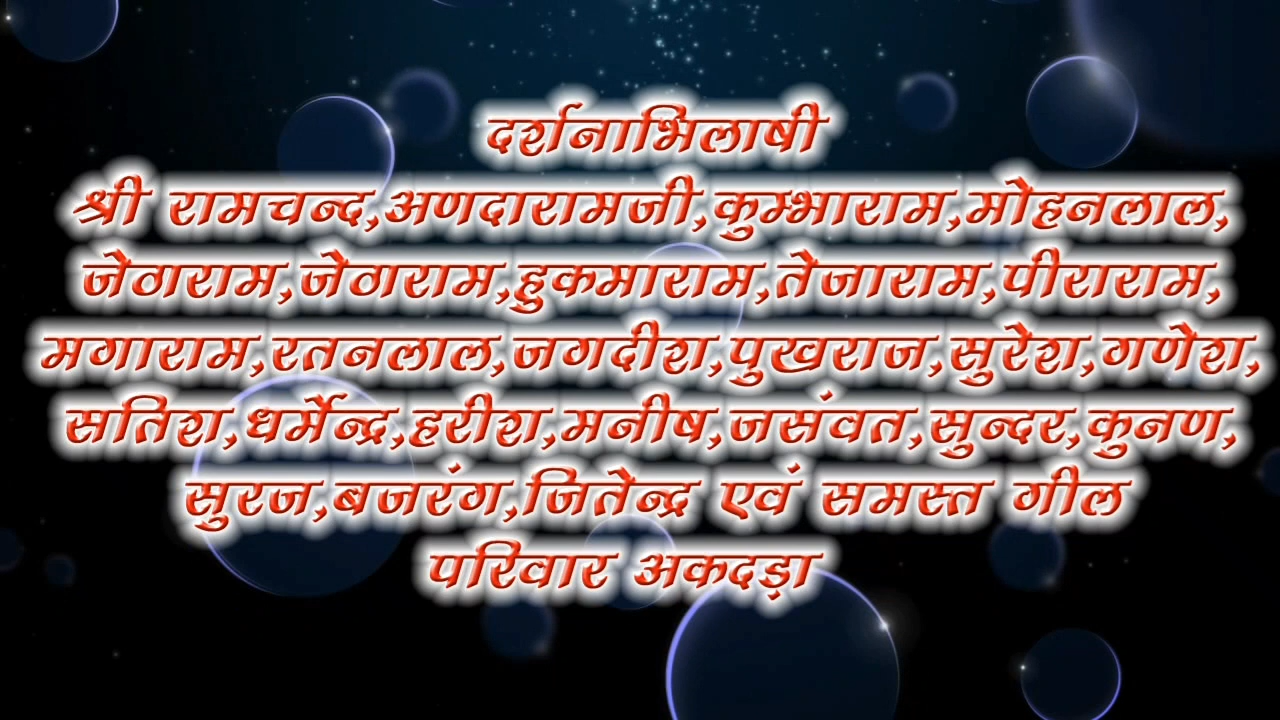 दर्शनाभिलाषी
श्री रामचन्द,अणदारामजी,कुम्भाराम,मोहनलाल,
जेठाराम,जेठाराम,हुकमाराम,तेजाराम,पीराराम,
मगाराम,रतनलाल,जगदीश,पुखराज,सुरेश,गणेश,
सतिश,धर्मेन्द्र,हरीश,मनीष,जसंवत,सुन्दर,कुनण,
सुरज,बजरंग,जितेन्द्र एवं समस्त गील
परिवार अकदड़ा